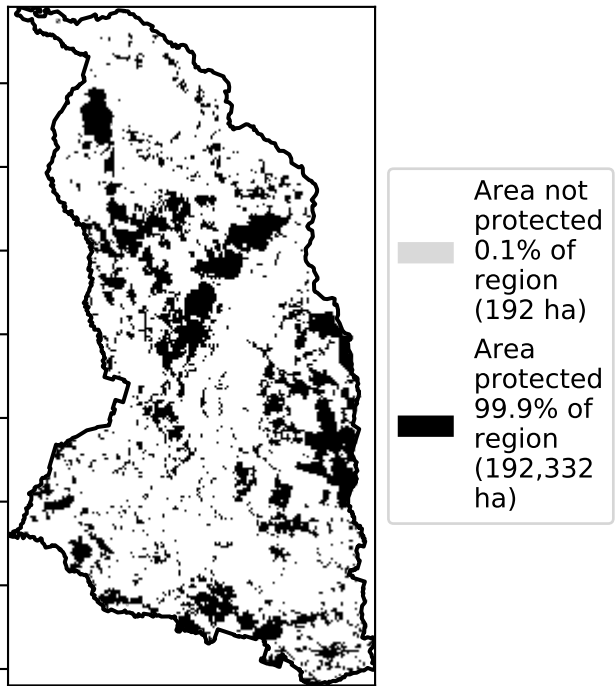 Area not
protected
0.1% of
region
(192 ha)
Area
protected
99.9% of
region
(192,332
ha)